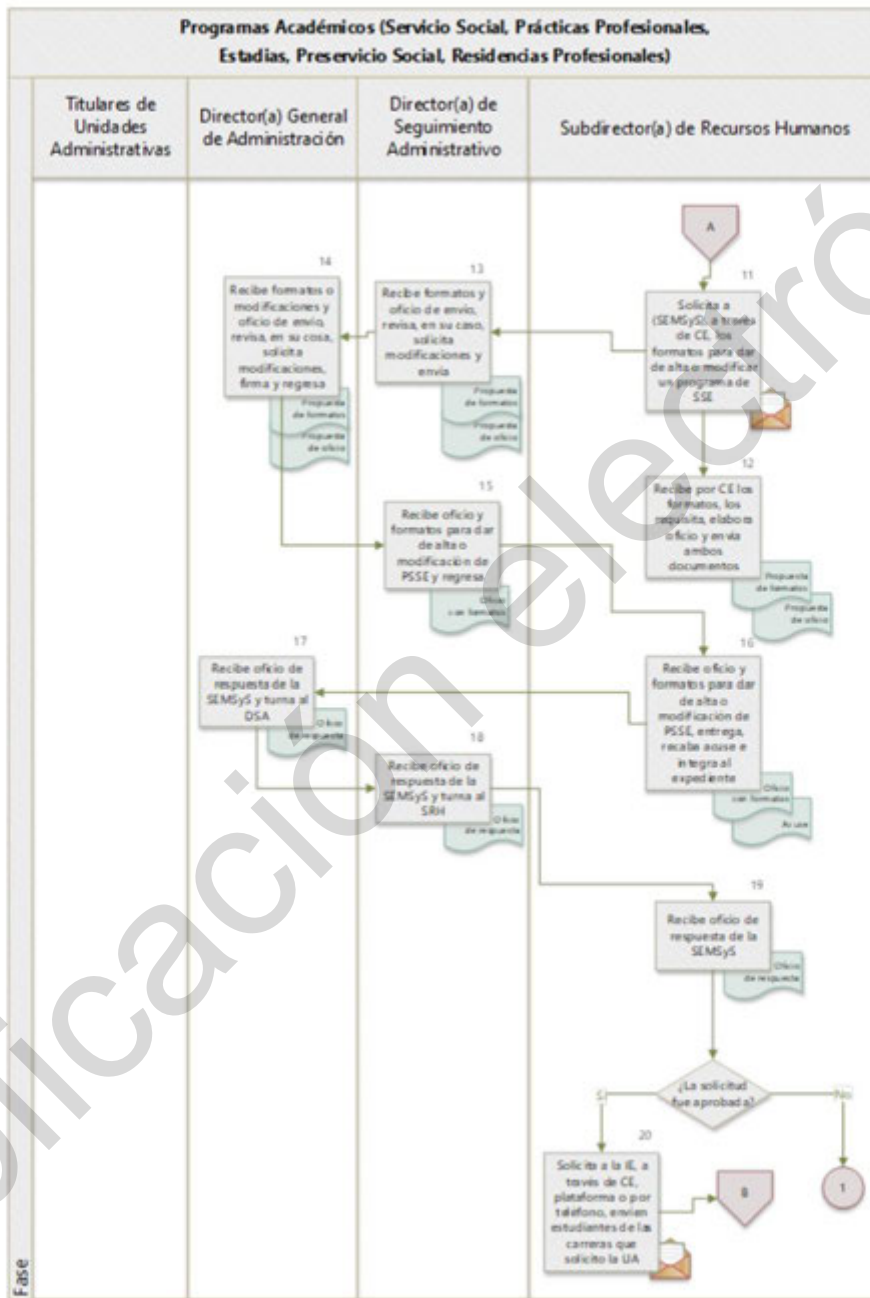 Programas Académicos (Servicio Social, Prácticas Profesionales,
Estadias, Preservicio Social, Residencias Profesionales)
Titulares de
Unidades
Administrativas
Director(a) General
de Administración
Director(a) de
Seguimiento
Administrativo
Subdirector(a) de Recursos Humanos
A
11
Solicita a
(SEMSyS), a través
de CE, los
formatos para dar
de alta o modificar
un programa de
SSE
13
Recibe formatos y
oficio de envío,
revisa, en su caso,
solicita
modificaciones y
envía
Propuesta
de formatos
Propuesta
de oficio
14
Recibe formatos o
modificaciones y
oficio de envío,
revisa, en su cosa,
solicita
modificaciones,
firma y regresa
Propuesta
de formatos
Propuesta
de oficio
12
Recibe por CE los
formatos, los
requisita, elabora
oficio y envía
ambos
documentos
Propuesta
de formatos
Propuesta
de oficio
15
Recibe oficio y
formatos para dar
de alta o
modificación de
PSSE y regresa
Oficio
con formatos
16
Recibe oficio y
formatos para dar
de alta o
modificación de
PSSE, entrega,
recaba acuse e
integra al
expediente
Oficio
con formatos
Acuse
17
Recibe oficio de
respuesta de la
SEMSyS y turna al
DSA
Oficio
de respuesta
18
Recibe oficio de
respuesta de la
SEMSyS y turna al
SRH
Oficio
de respuesta
19
Recibe oficio de
respuesta de la
SEMSyS
Oficio
de respuesta
¿La solicitud
fue aprobada?
Sí
No
20
Solicita a la IE, a
través de CE,
plataforma o por
teléfono, envíen
estudiantes de las
carreras que
solicito la UA
B
1
Fase
plicación electró